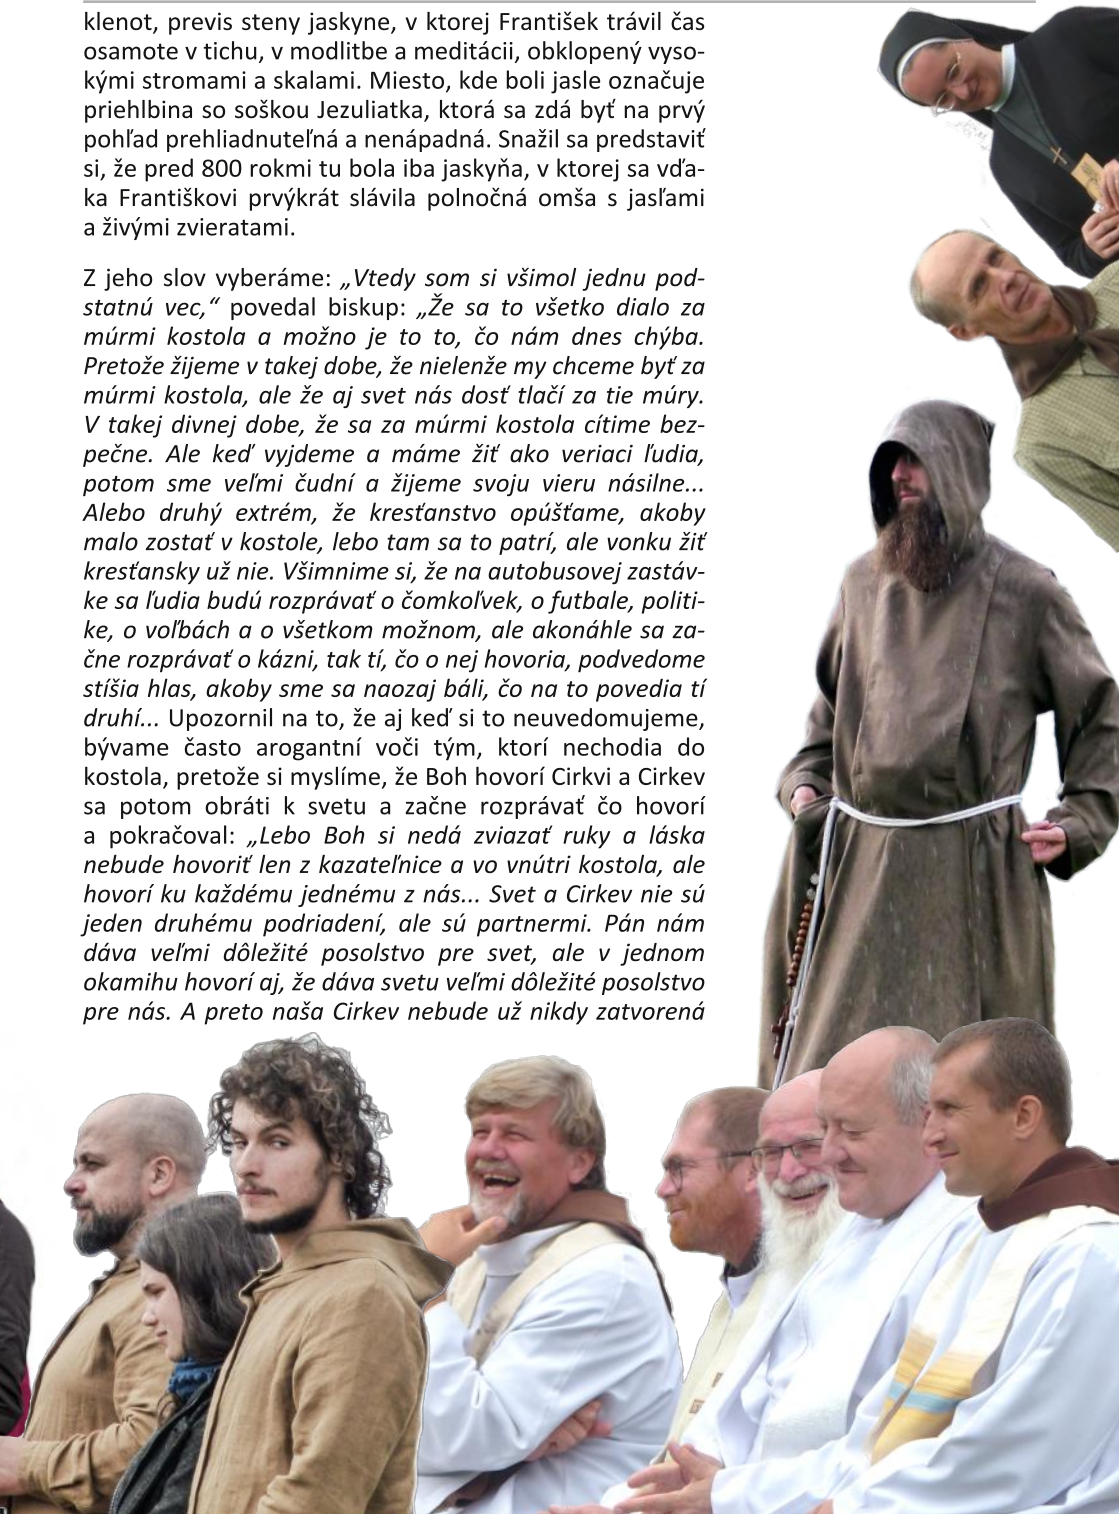 klenot, previs steny jaskyne, v ktorej František trávil čas
osamote v tichu, v modlitbe a meditácii, obklopený vyso-
kými stromami a skalami. Miesto, kde boli jasle označuje
priehlbina so soškou Jezuliatka, ktorá sa zdá byť na prvý
pohľad prehliadnuteľná a nenápadná. Snažil sa predstaviť
si, že pred 800 rokmi tu bola iba jaskyňa, v ktorej sa vďa-
ka Františkovi prvýkrát slávila polnočná omša s jasľami
a živými zvieratami.
Z jeho slov vyberáme: „Vtedy som si všimol jednu pod-
statnú vec,“ povedal biskup: „Že sa to všetko dialo za
múrmi kostola a možno je to to, čo nám dnes chýba.
Pretože žijeme v takej dobe, že nielenže my chceme byť za
múrmi kostola, ale že aj svet nás dosť tlačí za tie múry.
V takej divnej dobe, že sa za múrmi kostola cítime bez-
pečne. Ale keď vyjdeme a máme žiť ako veriaci ľudia,
potom sme veľmi čudní a žijeme svoju vieru násilne...
Alebo druhý extrém, že kresťanstvo opúšťame, akoby
malo zostať v kostole, lebo tam sa to patrí, ale vonku žiť
kresťansky už nie. Všimnime si, že na autobusovej zastáv-
ke sa ľudia budú rozprávať o čomkoľvek, o futbale, politi-
ke, o voľbách a o všetkom možnom, ale akonáhle sa za-
čne rozprávať o kázni, tak tí, čo o nej hovoria, podvedome
stíšia hlas, akoby sme sa naozaj báli, čo na to povedia tí
druhí... Upozornil na to, že aj keď si to neuvedomujeme,
bývame často arogantní voči tým, ktorí nechodia do
kostola, pretože si myslíme, že Boh hovorí Cirkvi a Cirkev
sa potom obráti k svetu a začne rozprávať čo hovorí
a pokračoval: „Lebo Boh si nedá zviazať ruky a láska
nebude hovoriť len z kazateľnice a vo vnútri kostola, ale
hovorí ku každému jednému z nás... Svet a Cirkev nie sú
jeden druhému podriadení, ale sú partnermi. Pán nám
dáva veľmi dôležité posolstvo pre svet, ale v jednom
okamihu hovorí aj, že dáva svetu veľmi dôležité posolstvo
pre nás. A preto naša Cirkev nebude už nikdy zatvorená